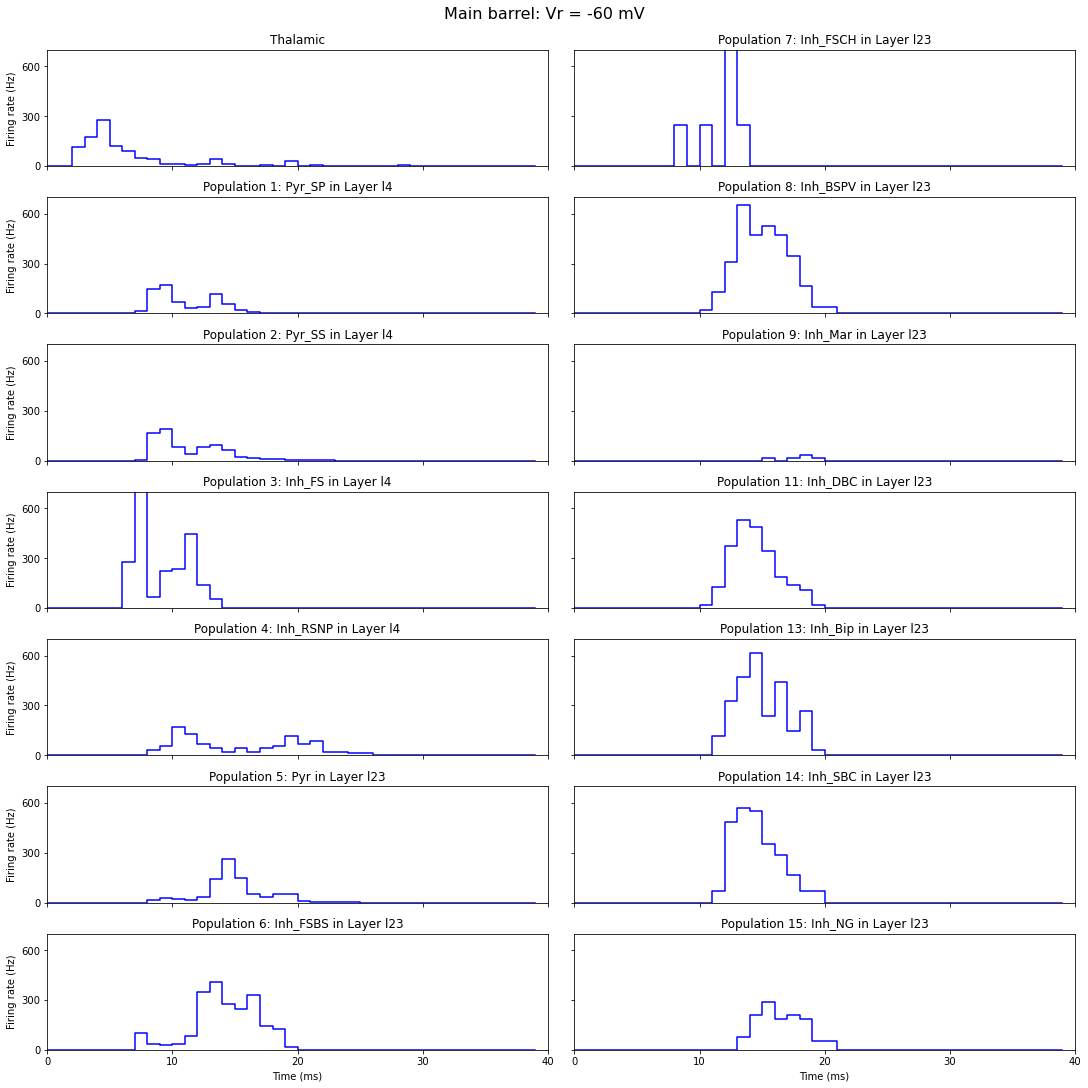 Main barrel: Vr = -60 mV
Thalamic
600
300
0
Firing rate (Hz)
Population 7: Inh_FSCH in Layer l23
Population 1: Pyr_SP in Layer l4
600
300
0
Firing rate (Hz)
Population 8: Inh_BSPV in Layer l23
Population 2: Pyr_SS in Layer l4
600
300
0
Firing rate (Hz)
Population 9: Inh_Mar in Layer l23
Population 3: Inh_FS in Layer l4
600
300
0
Firing rate (Hz)
Population 11: Inh_DBC in Layer l23
Population 4: Inh_RSNP in Layer l4
600
300
0
Firing rate (Hz)
Population 13: Inh_Bip in Layer l23
Population 5: Pyr in Layer l23
600
300
0
Firing rate (Hz)
Population 14: Inh_SBC in Layer l23
Population 6: Inh_FSBS in Layer l23
600
300
0
Firing rate (Hz)
0 10 20 30 40
Time (ms)
Population 15: Inh_NG in Layer l23
0 10 20 30 40
Time (ms)